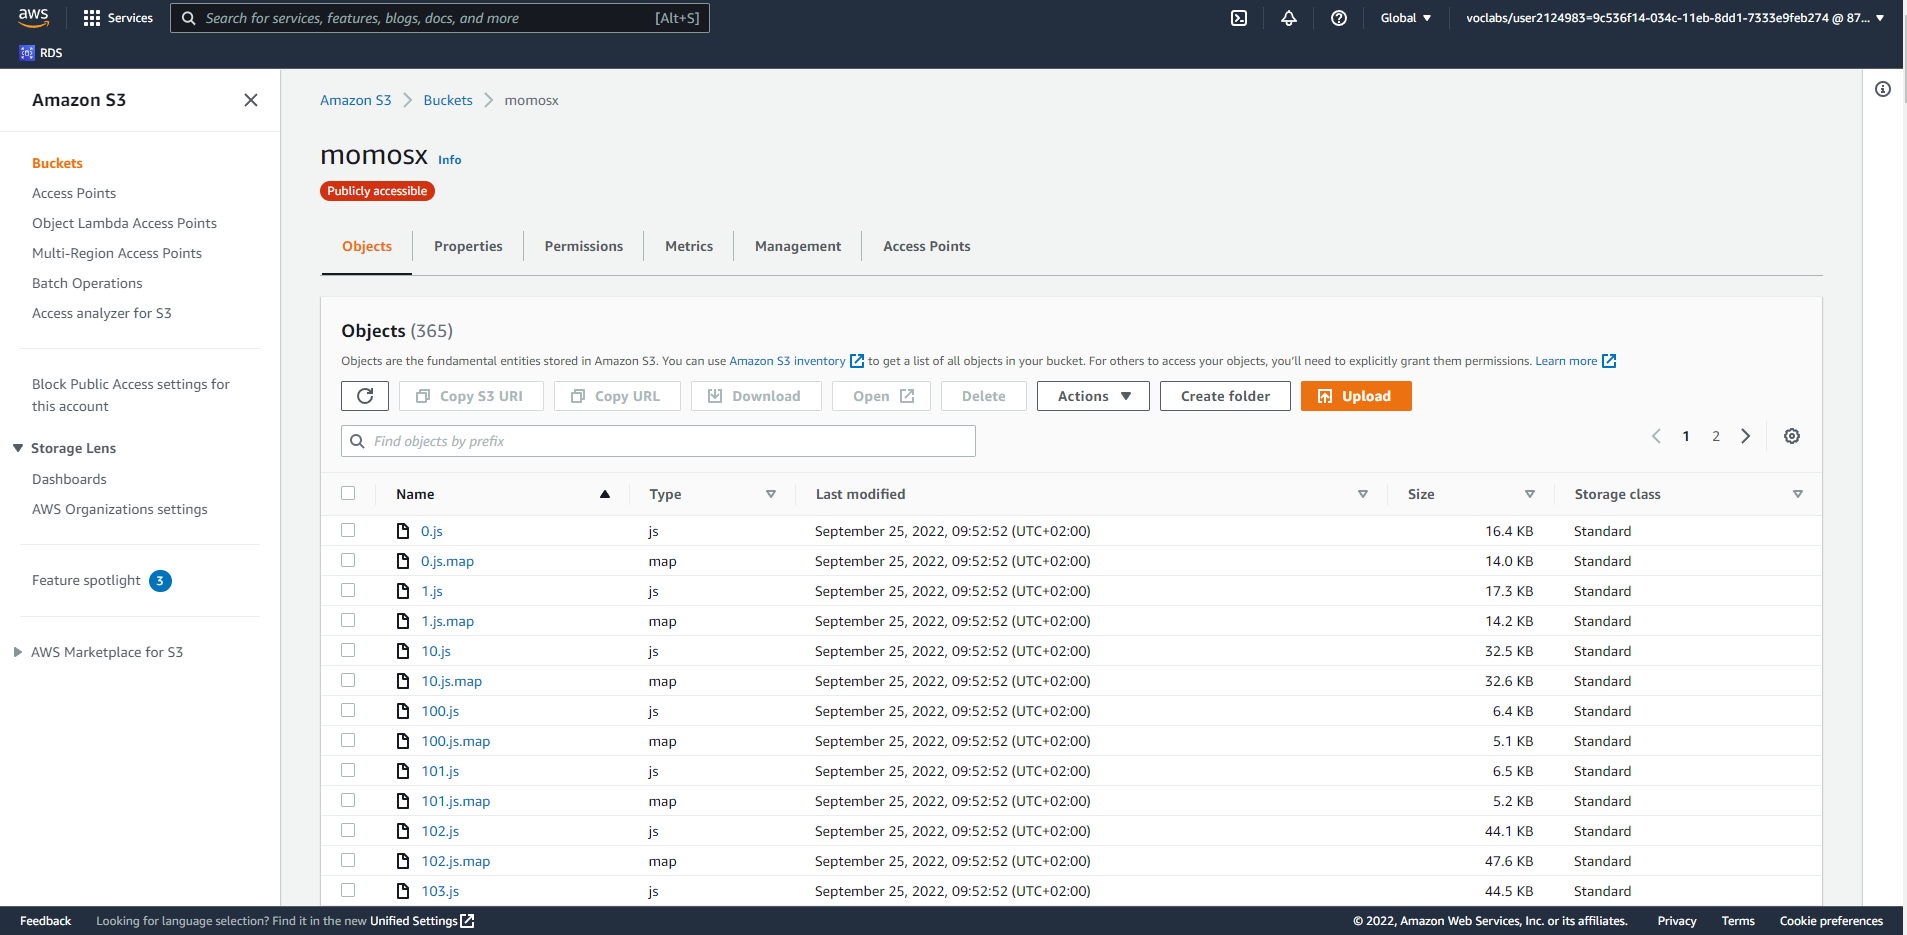 aws
Services
Search for services, features, blogs, docs, and more
[Alt+S]
Global
voclabs/user2124983=9c536f14-034c-11eb-8dd1-7333e9feb274 @ 87...
RDS
Amazon S3
Buckets
Access Points
Object Lambda Access Points
Multi-Region Access Points
Batch Operations
Access analyzer for S3
Block Public Access settings for
this account
Storage Lens
Dashboards
AWS Organizations settings
Feature spotlight 3
AWS Marketplace for S3
Amazon S3 Buckets momosx
momosx Info
Publicly accessible
Objects Properties Permissions Metrics Management Access Points
Objects (365)
Objects are the fundamental entities stored in Amazon S3. You can use Amazon S3 inventory to get a list of all objects in your bucket. For others to access your objects, you'll need to explicitly grant them permissions. Learn more
Copy S3 URI Copy URL Download Open Delete Actions Create folder Upload
Find objects by prefix
1 2
Name Type Last modified Size Storage class
0.js js September 25, 2022, 09:52:52 (UTC+02:00) 16.4 KB Standard
0.js.map map September 25, 2022, 09:52:52 (UTC+02:00) 14.0 KB Standard
1.js js September 25, 2022, 09:52:52 (UTC+02:00) 17.3 KB Standard
1.js.map map September 25, 2022, 09:52:52 (UTC+02:00) 14.2 KB Standard
10.js js September 25, 2022, 09:52:52 (UTC+02:00) 32.5 KB Standard
10.js.map map September 25, 2022, 09:52:52 (UTC+02:00) 32.6 KB Standard
100.js js September 25, 2022, 09:52:52 (UTC+02:00) 6.4 KB Standard
100.js.map map September 25, 2022, 09:52:52 (UTC+02:00) 5.1 KB Standard
101.js js September 25, 2022, 09:52:52 (UTC+02:00) 6.5 KB Standard
101.js.map map September 25, 2022, 09:52:52 (UTC+02:00) 5.2 KB Standard
102.js js September 25, 2022, 09:52:52 (UTC+02:00) 44.1 KB Standard
102.js.map map September 25, 2022, 09:52:52 (UTC+02:00) 47.6 KB Standard
103.js js September 25, 2022, 09:52:52 (UTC+02:00) 44.5 KB Standard
Feedback Looking for language selection? Find it in the new Unified Settings © 2022, Amazon Web Services, Inc. or its affiliates. Privacy Terms Cookie preferences